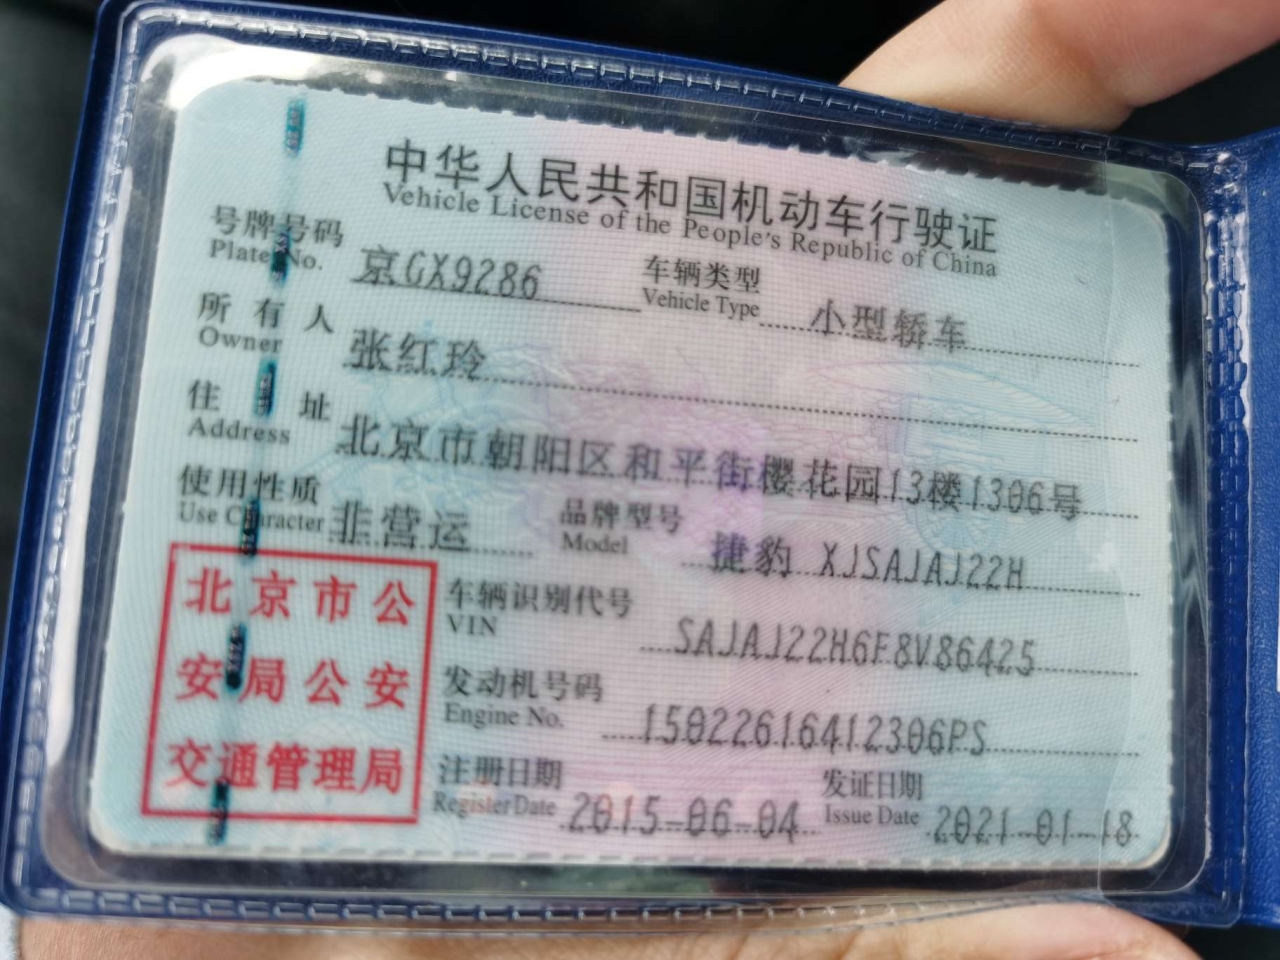 中华人民共和国机动车行驶证
Vehicle License of the People's Republic of China
号牌号码 京GX9286 车辆类型 小型轿车
Plate No. Vehicle Type
所有人 张红玲
Owner
住址 北京市朝阳区和平街樱花园13楼1306号
Address
使用性质 非营运 品牌型号 捷豹 XJSAJAJ22H
Use Character Model
北京市公
安局公安
交通管理局
车辆识别代号 SAJAJ22H6F8V86425
VIN
发动机号码 15022616412306PS
Engine No.
注册日期 2015-06-04 发证日期 2021-01-18
Register Date Issue Date